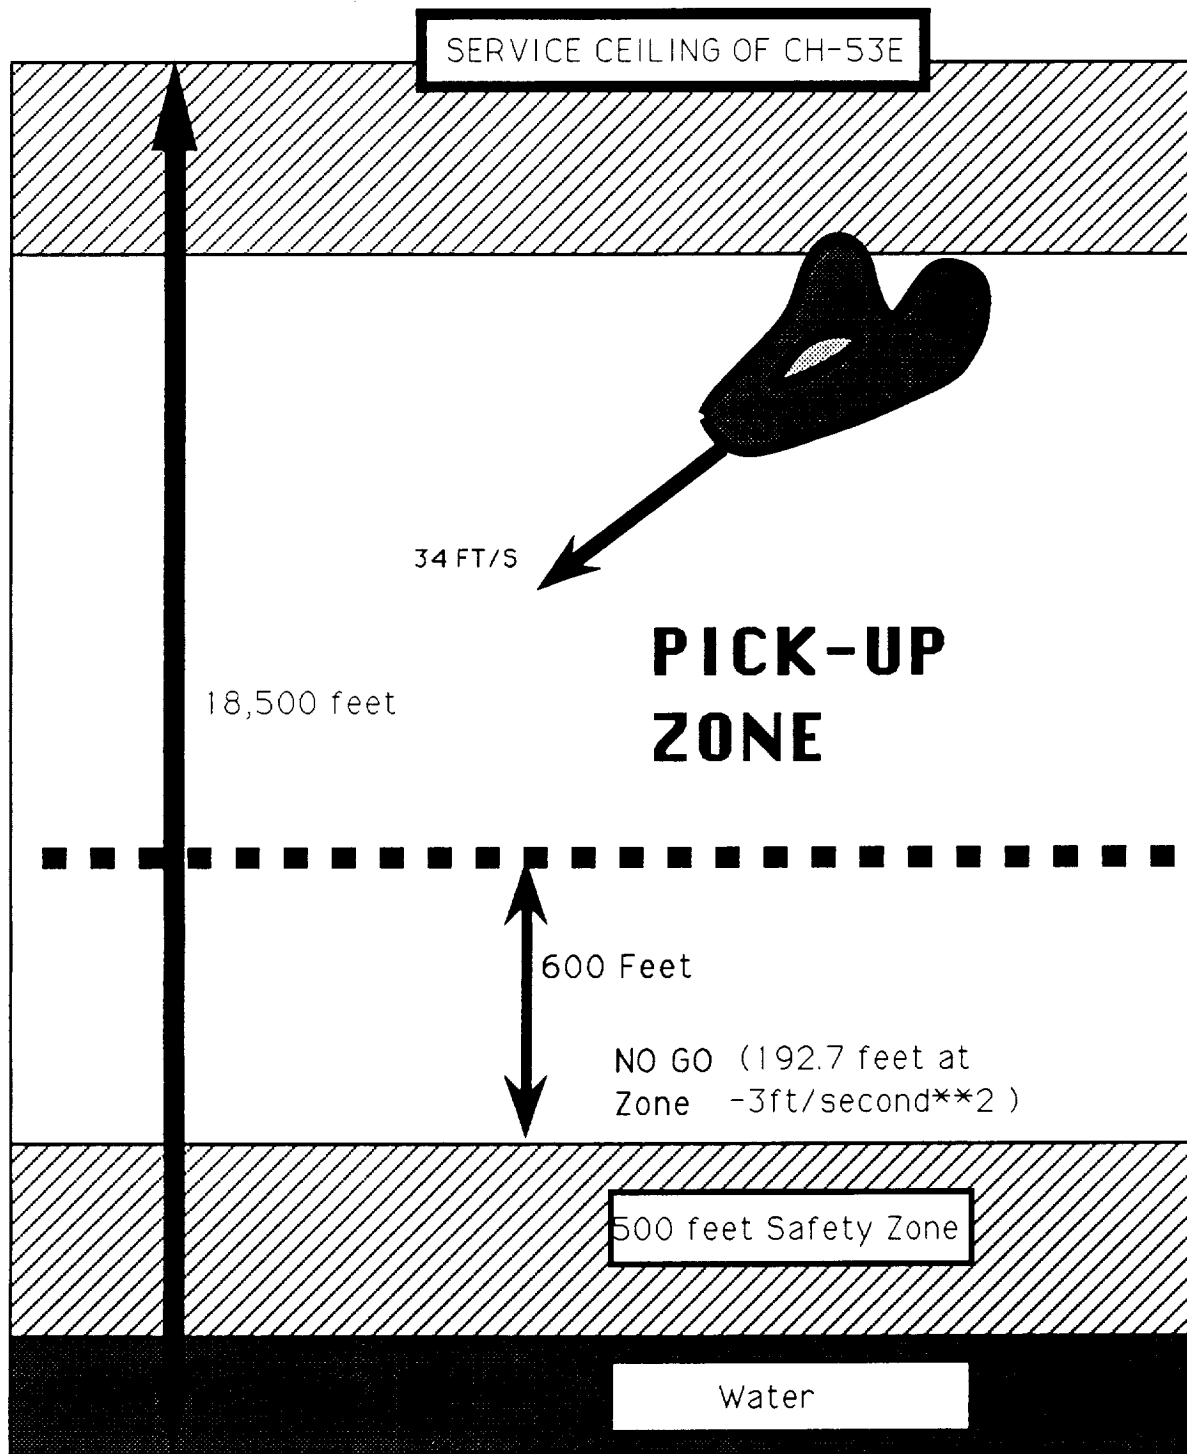 SERVICE CEILING OF CH-53E
34 FT/S
PICK-UP
ZONE
18,500 feet
600 Feet
NO GO (192.7 feet at
Zone -3ft/second**2 )
500 feet Safety Zone
Water